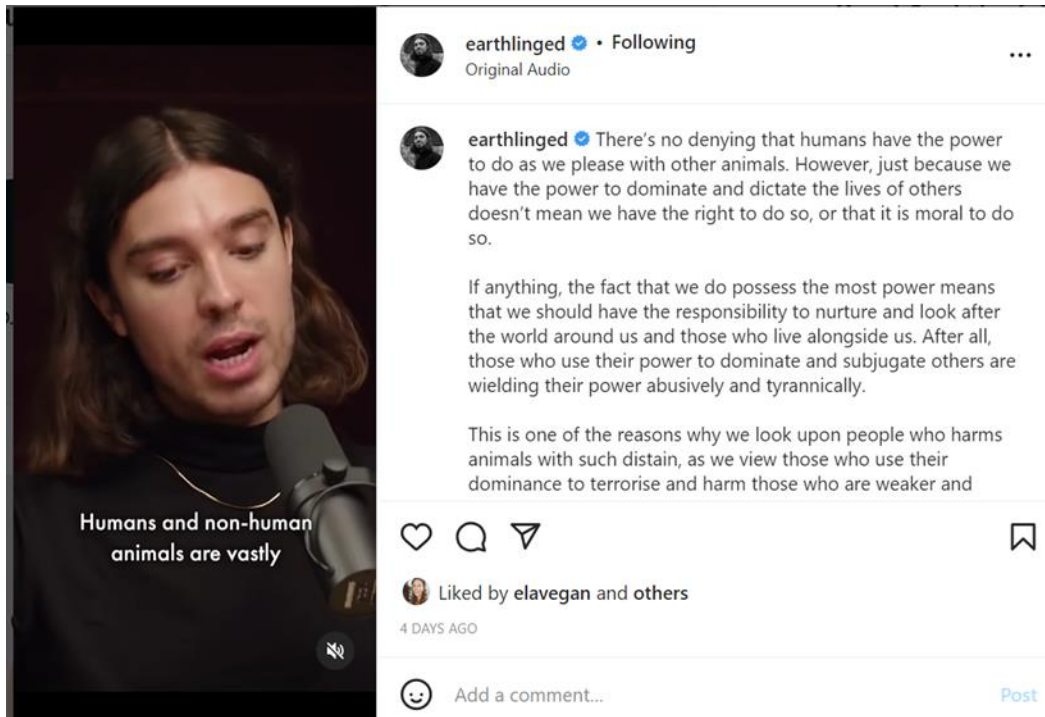 earthlinged • Following
Original Audio
earthlinged There's no denying that humans have the power
to do as we please with other animals. However, just because we
have the power to dominate and dictate the lives of others
doesn't mean we have the right to do so, or that it is moral to do
so.
If anything, the fact that we do possess the most power means
that we should have the responsibility to nurture and look after
the world around us and those who live alongside us. After all,
those who use their power to dominate and subjugate others are
wielding their power abusively and tyrannically.
This is one of the reasons why we look upon people who harms
animals with such distain, as we view those who use their
dominance to terrorise and harm those who are weaker and
Humans and non-human
animals are vastly
Liked by elavegan and others
4 DAYS AGO
Add a comment...
Post